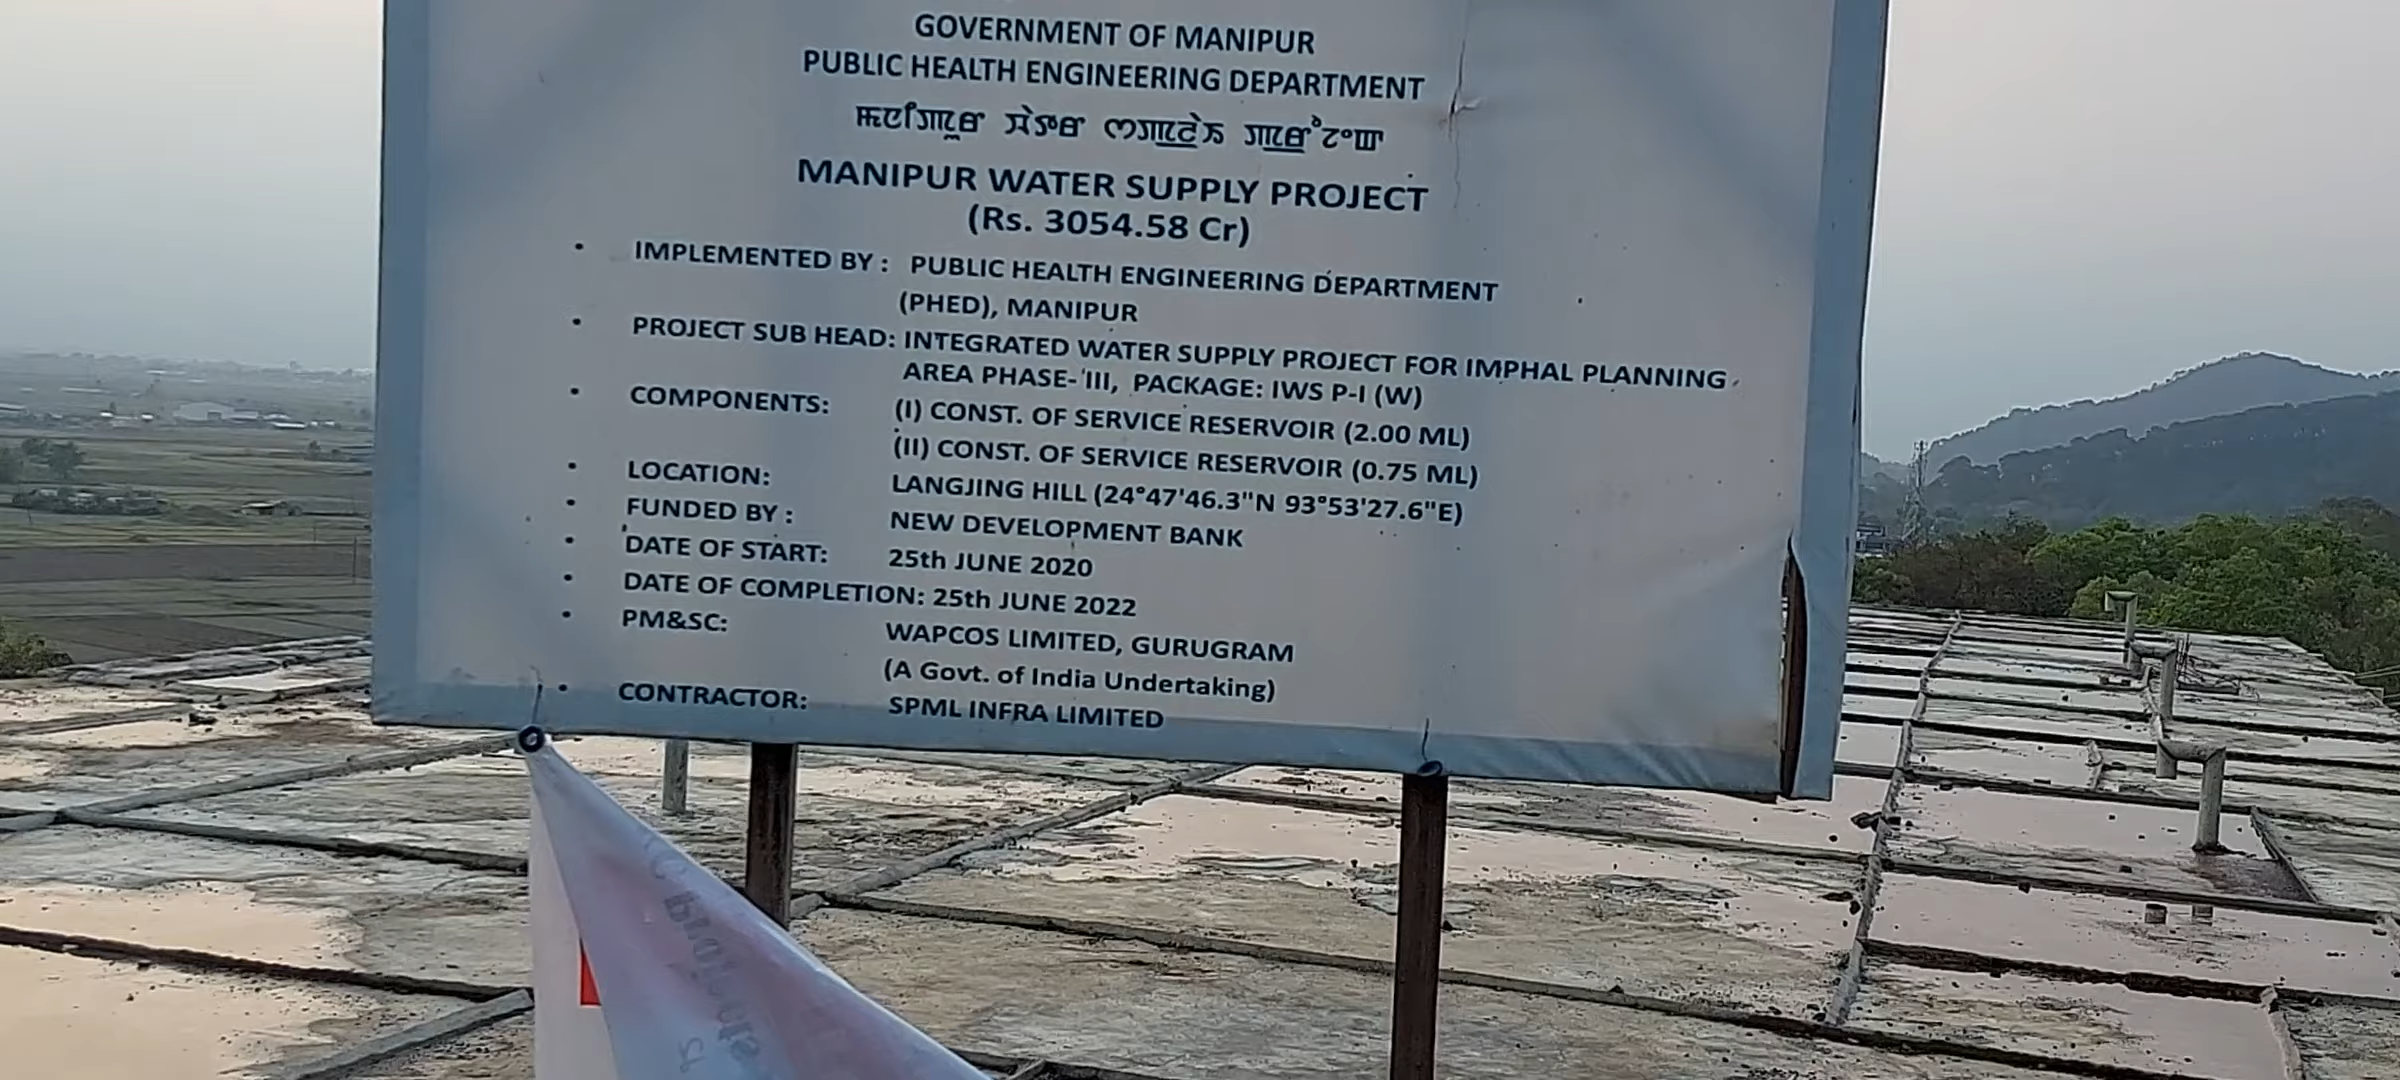 GOVERNMENT OF MANIPUR
PUBLIC HEALTH ENGINEERING DEPARTMENT
MANIPUR WATER SUPPLY PROJECT
(Rs. 3054.58 Cr)
• IMPLEMENTED BY : PUBLIC HEALTH ENGINEERING DEPARTMENT
(PHED), MANIPUR
• PROJECT SUB HEAD: INTEGRATED WATER SUPPLY PROJECT FOR IMPHAL PLANNING
AREA PHASE-III, PACKAGE: IWS P-I (W)
• COMPONENTS: (I) CONST. OF SERVICE RESERVOIR (2.00 ML)
(II) CONST. OF SERVICE RESERVOIR (0.75 ML)
• LOCATION: LANGJING HILL (24°47'46.3"N 93°53'27.6"E)
• FUNDED BY : NEW DEVELOPMENT BANK
• DATE OF START: 25th JUNE 2020
• DATE OF COMPLETION: 25th JUNE 2022
• PM&SC: WAPCOS LIMITED, GURUGRAM
(A Govt. of India Undertaking)
• CONTRACTOR: SPML INFRA LIMITED